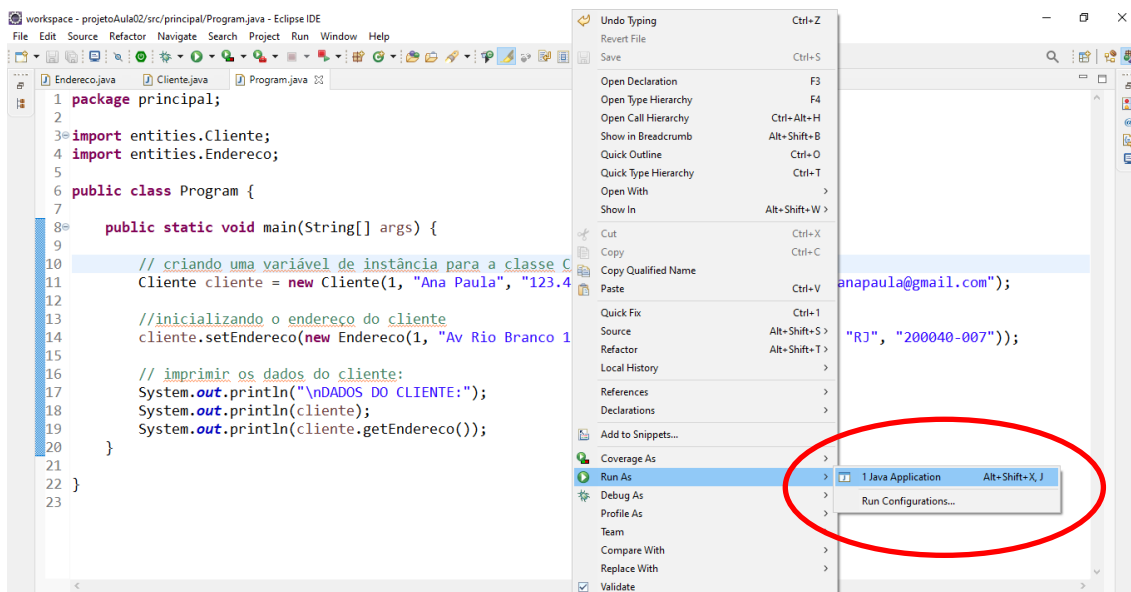 workspace - projetoAula02/src/principal/Program.java - Eclipse IDE
File Edit Source Refactor Navigate Search Project Run Window Help
Endereco.java Cliente.java Program.java
1 package principal;
2
3 import entities.Cliente;
4 import entities.Endereco;
5
6 public class Program {
7
8 public static void main(String[] args) {
9
10 // criando uma variável de instância para a classe C
11 Cliente cliente = new Cliente(1, "Ana Paula", "123.4 anapaula@gmail.com");
12
13 //inicializando o endereço do cliente
14 cliente.setEndereco(new Endereco(1, "Av Rio Branco 1 "RJ", "200040-007"));
15
16 // imprimir os dados do cliente:
17 System.out.println("\nDADOS DO CLIENTE:");
18 System.out.println(cliente);
19 System.out.println(cliente.getEndereco());
20 }
21
22 }
23
Undo Typing Ctrl+Z
Revert File
Save Ctrl+S
Open Declaration F3
Open Type Hierarchy F4
Open Call Hierarchy Ctrl+Alt+H
Show in Breadcrumb Alt+Shift+B
Quick Outline Ctrl+O
Quick Type Hierarchy Ctrl+T
Open With >
Show In Alt+Shift+W >
Cut Ctrl+X
Copy Ctrl+C
Copy Qualified Name
Paste Ctrl+V
Quick Fix Ctrl+1
Source Alt+Shift+S >
Refactor Alt+Shift+T >
Local History >
References >
Declarations >
Add to Snippets...
Coverage As >
Run As >
Debug As >
Profile As >
Team >
Compare With >
Replace With >
Validate
1 Java Application Alt+Shift+X, J
Run Configurations...